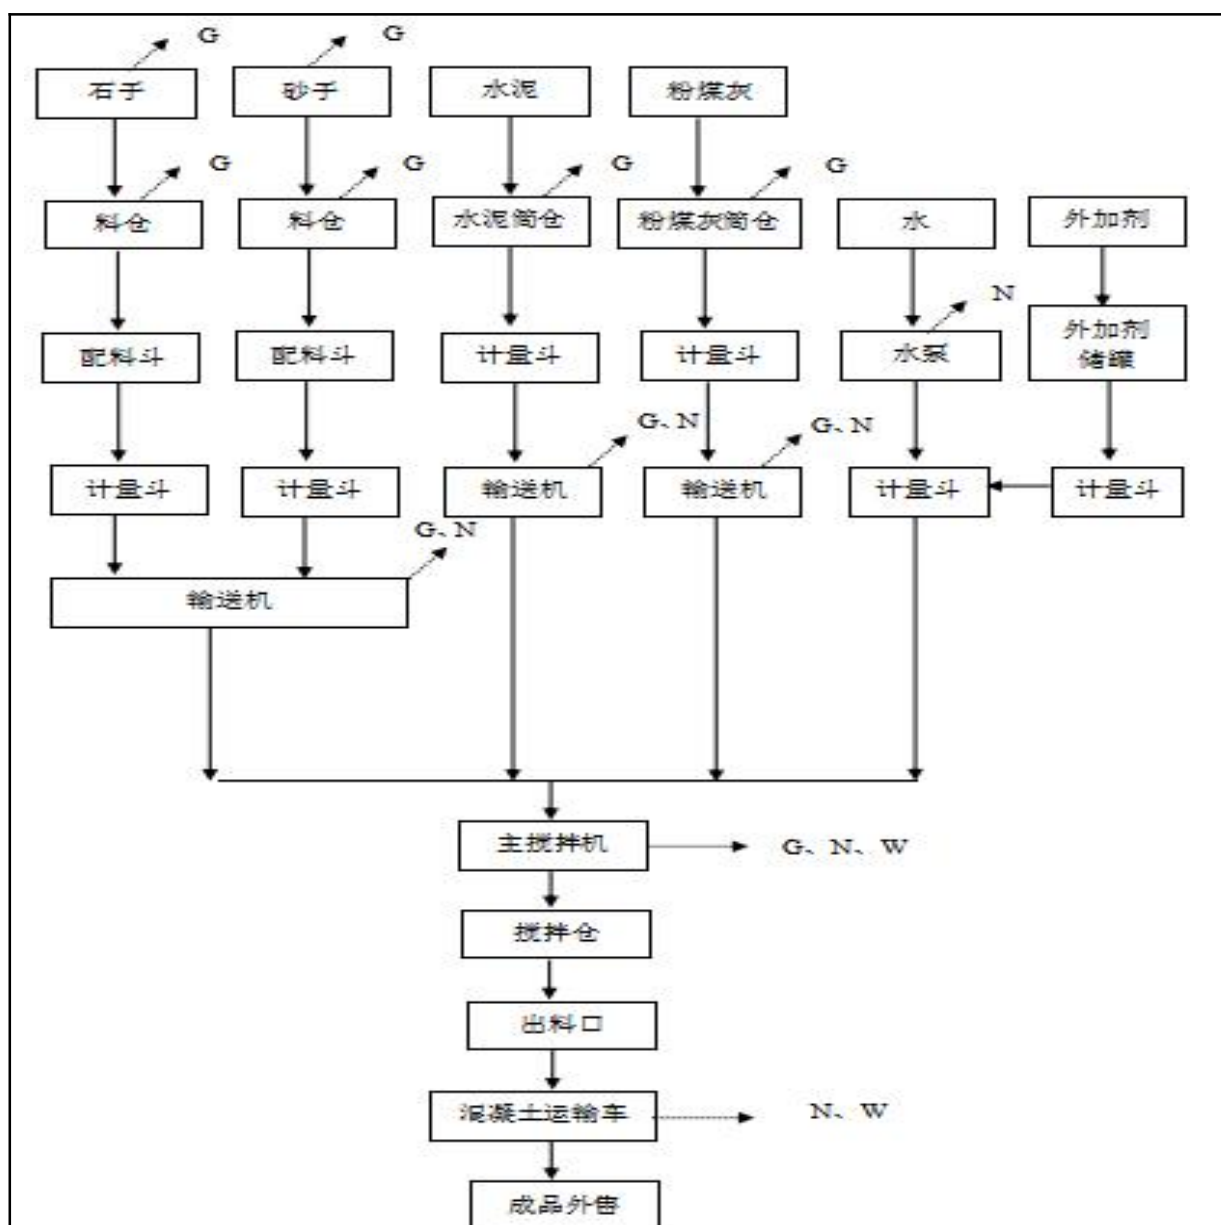 G
G
石子
砂子
水泥
粉煤灰
G
G
G
G
料仓
料仓
水泥筒仓
粉煤灰筒仓
水
外加剂
N
配料斗
配料斗
计量斗
计量斗
水泵
外加剂
储罐
G、N
G、N
计量斗
计量斗
输送机
输送机
计量斗
计量斗
G、N
输送机
主搅拌机
G、N、W
搅拌仓
出料口
混凝土运输车
N、W
成品外售